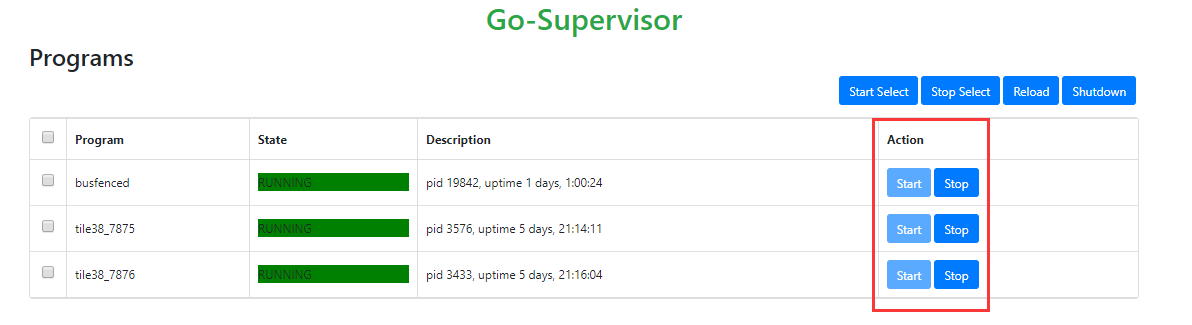 Go-Supervisor
Programs
Start Select Stop Select Reload Shutdown
Program State Description Action
busfenced RUNNING pid 19842, uptime 1 days, 1:00:24 Start Stop
tile38_7875 RUNNING pid 3576, uptime 5 days, 21:14:11 Start Stop
tile38_7876 RUNNING pid 3433, uptime 5 days, 21:16:04 Start Stop